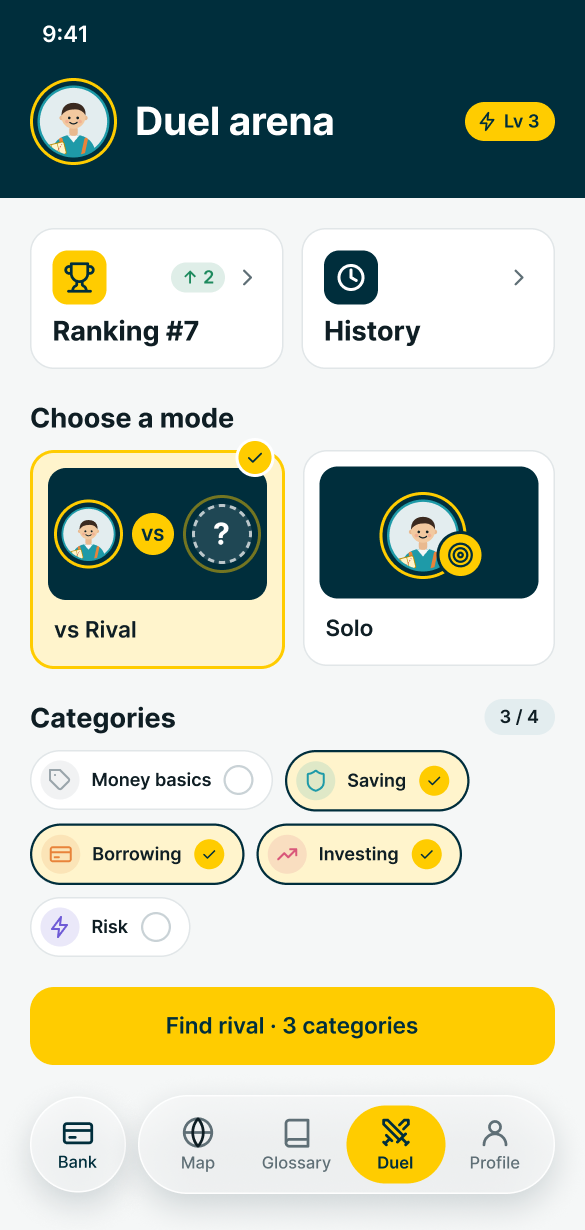 9:41
Duel arena
Lv 3
↑ 2
Ranking #7
History
Choose a mode
VS
?
vs Rival
Solo
Categories
3 / 4
Money basics
Saving
Borrowing
Investing
Risk
Find rival · 3 categories
Bank
Map
Glossary
Duel
Profile